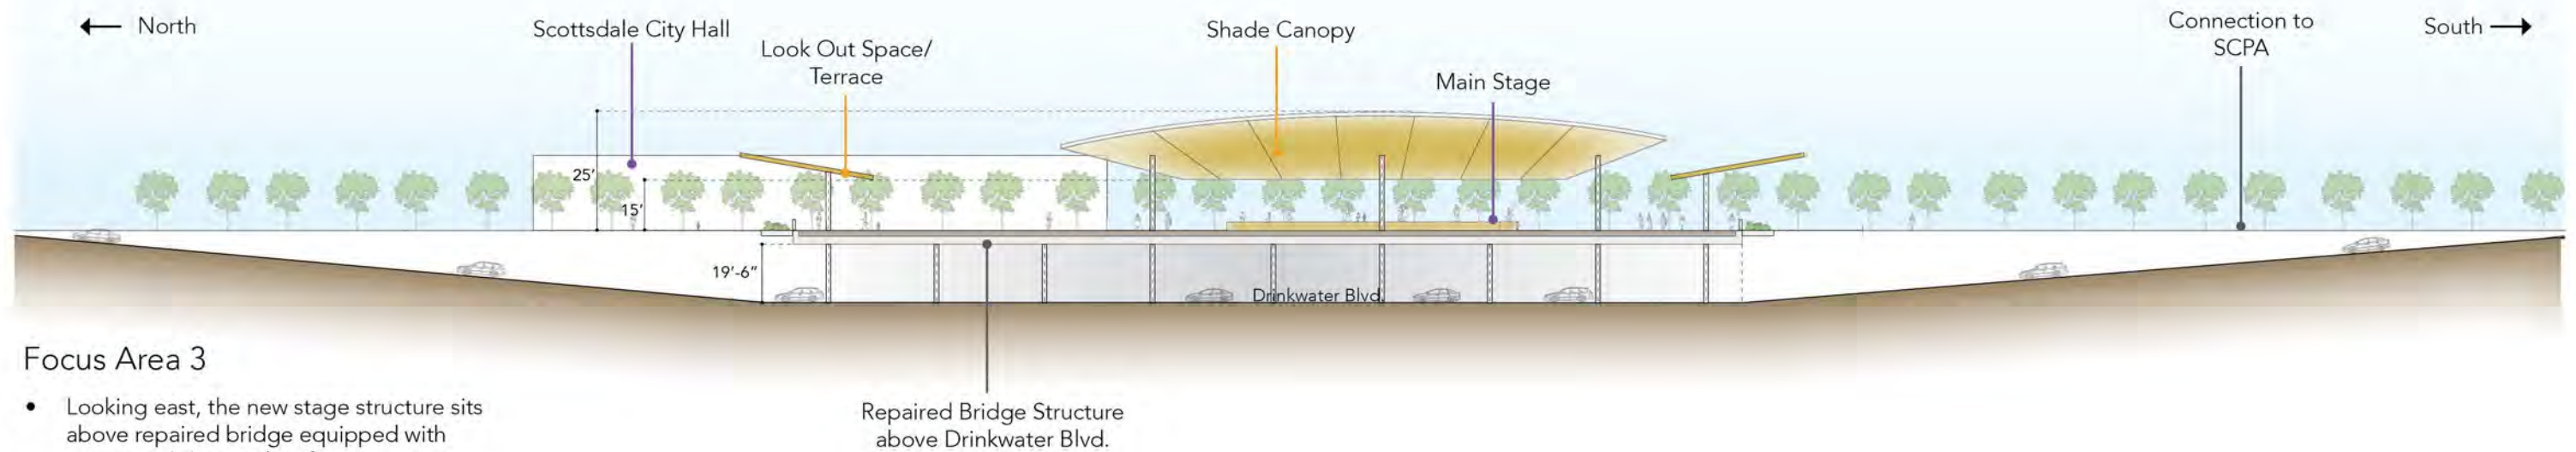 North
Scottsdale City Hall
Look Out Space/
Terrace
Shade Canopy
Main Stage
Connection to
SCPA
South
25'
15'
19'-6"
Drinkwater Blvd.
Focus Area 3
• Looking east, the new stage structure sits
above repaired bridge equipped with
Repaired Bridge Structure
above Drinkwater Blvd.